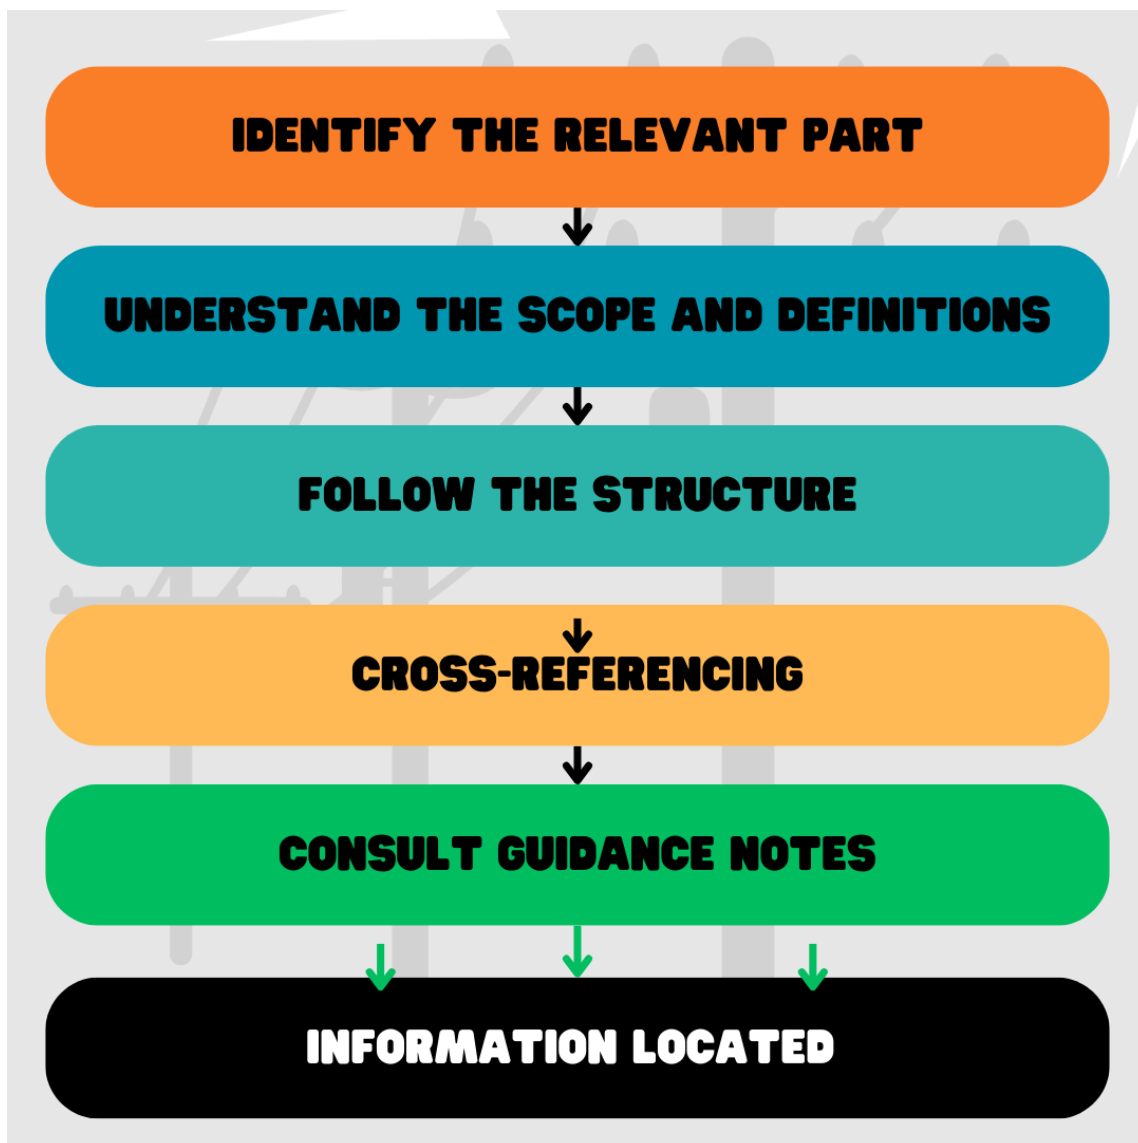 IDENTIFY THE RELEVANT PART
UNDERSTAND THE SCOPE AND DEFINITIONS
FOLLOW THE STRUCTURE
CROSS-REFERENCING
CONSULT GUIDANCE NOTES
INFORMATION LOCATED